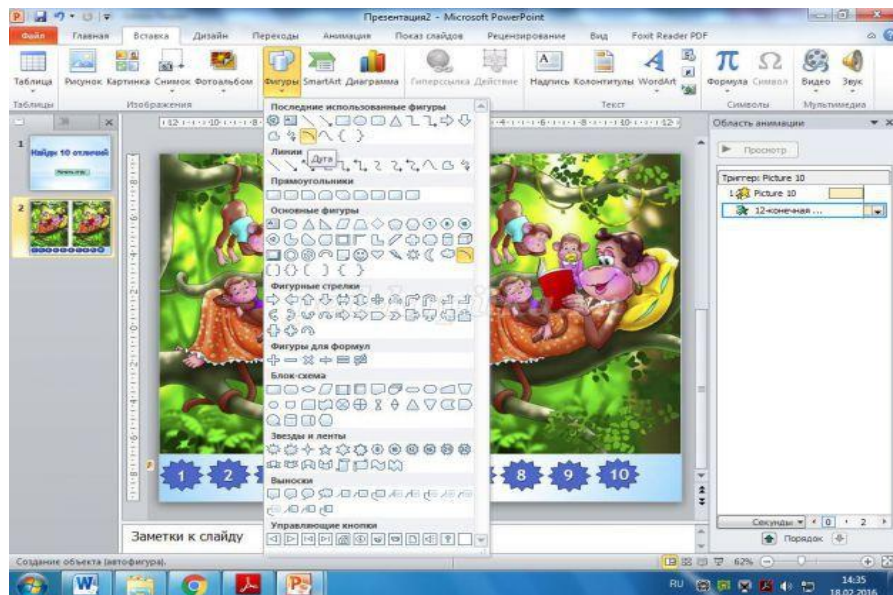 Презентация2 - Microsoft PowerPoint
Файл Главная Вставка Дизайн Переходы Анимация Показ слайдов Рецензирование Вид Foxit Reader PDF
Таблица Рисунок Картинка Снимок Фотоальбом Фигуры SmartArt Диаграмма Гиперссылка Действие Надпись Колонтитулы WordArt Формула Символ Видео Звук
Таблицы Изображения Текст Символы Мультимедиа
Последние использованные фигуры
Дуга
Линии
Прямоугольники
Основные фигуры
Фигурные стрелки
Фигуры для формул
Блок-схема
Звезды и ленты
Выноски
Управляющие кнопки
1
Найди 10 отличий
2
1 2 8 9 10
Заметки к слайду
Область анимации
Просмотр
Триггер: Picture 10
1 Picture 10
12-конечная ...
Секунды 0 2
Порядок
Создание объекта (автофигура).
62%
RU
14:35
18.02.2016